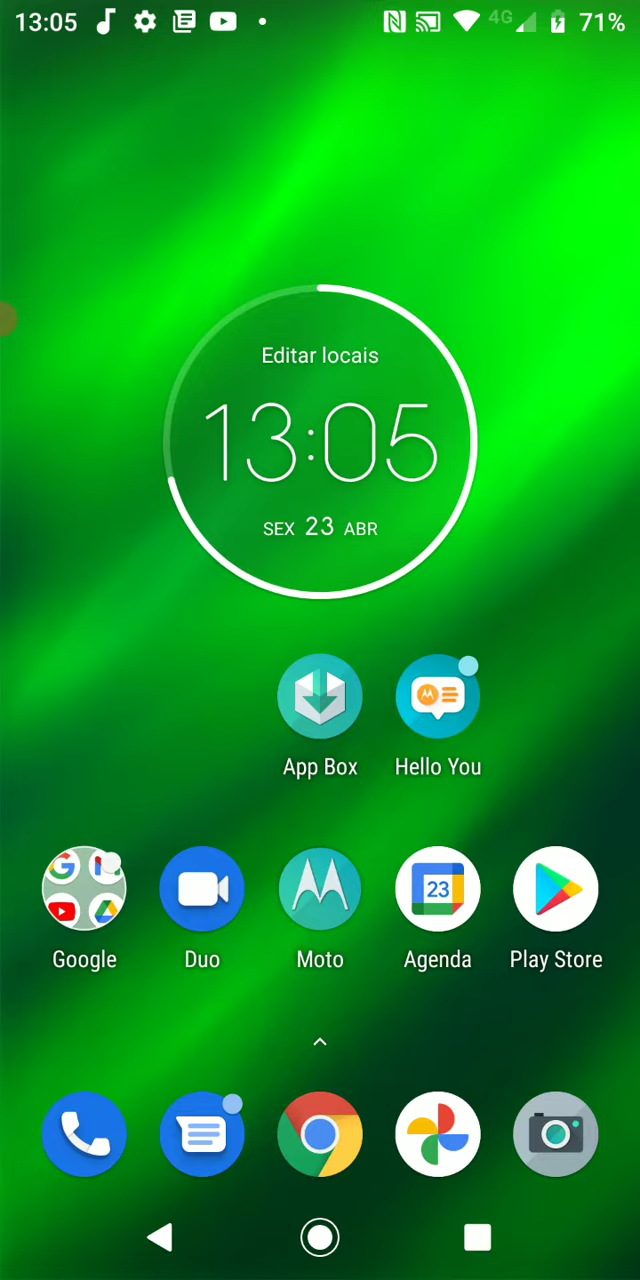 13:05 4G 71%
Editar locais
13:05
SEX 23 ABR
App Box Hello You
23
Google Duo Moto Agenda Play Store